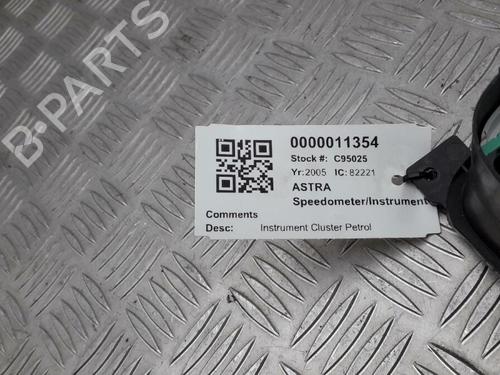 B-PARTS
0000011354
Stock #: C95025
Yr:2005 IC: 82221
ASTRA
Speedometer/Instrument
Comments
Desc: Instrument Cluster Petrol